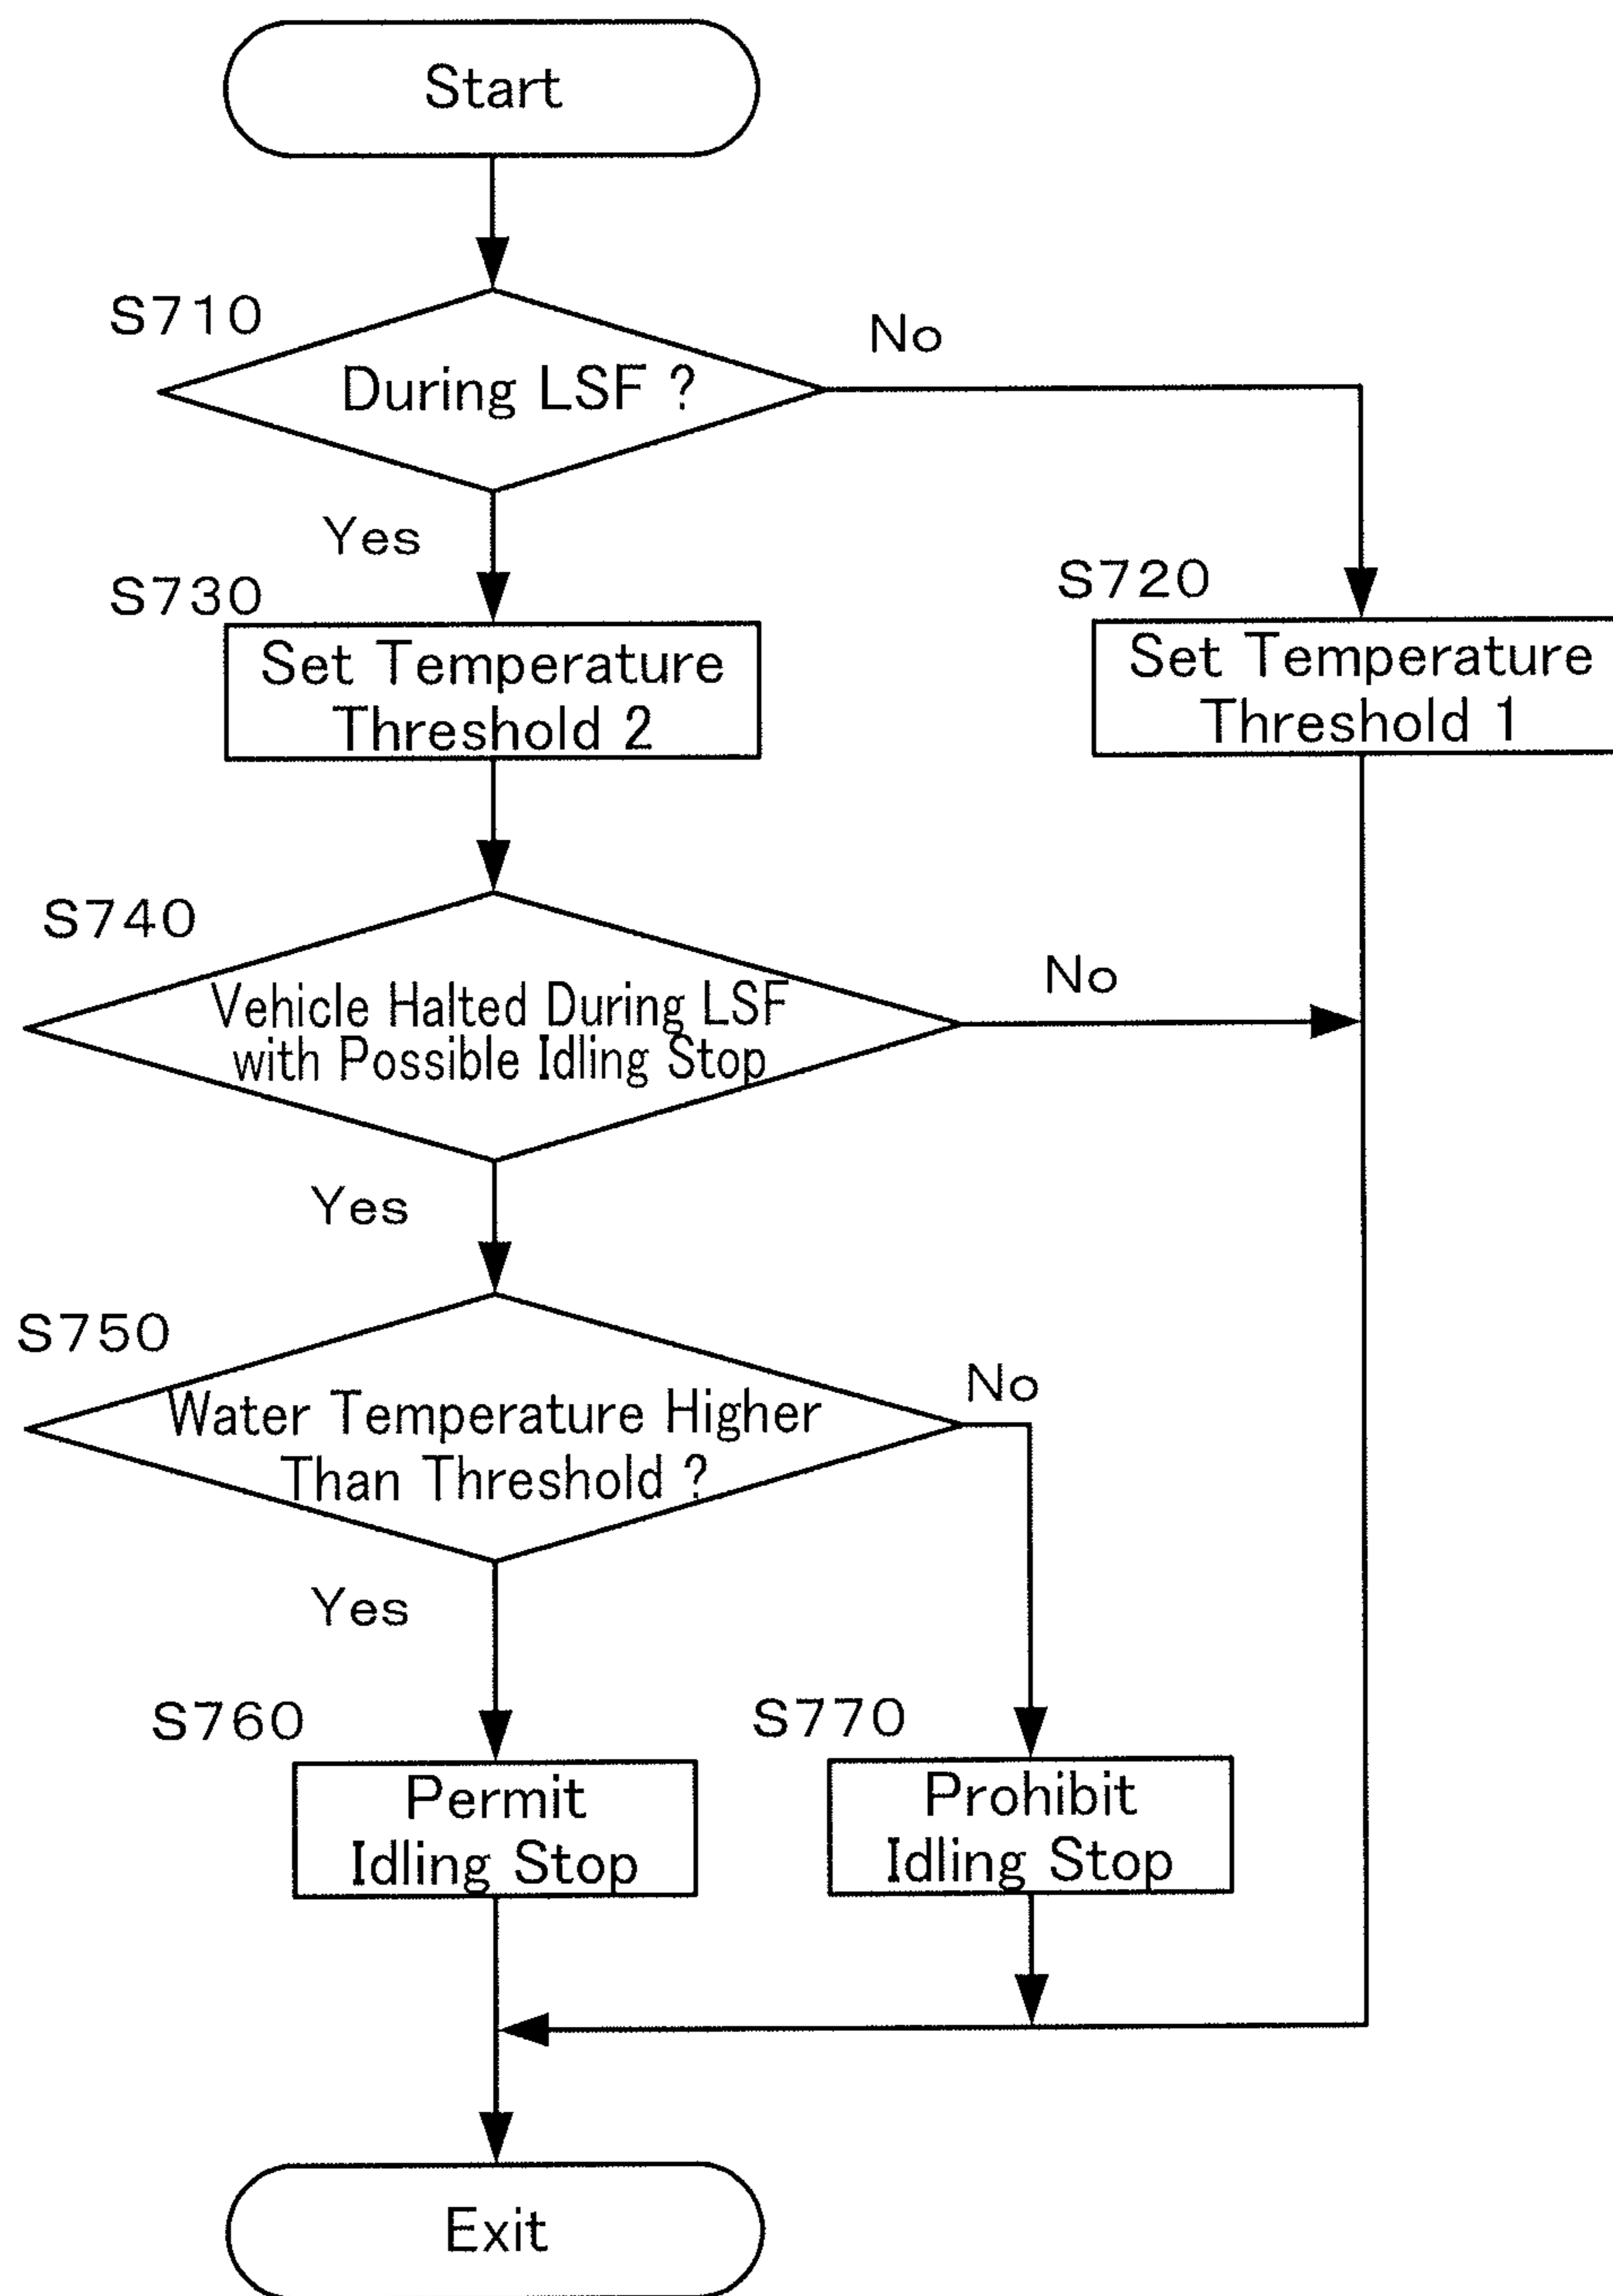 Start
S710
During LSF ?
No
Yes
S730
Set Temperature
Threshold 2
S720
Set Temperature
Threshold 1
S740
Vehicle Halted During LSF
with Possible Idling Stop
No
Yes
S750
Water Temperature Higher
Than Threshold ?
No
Yes
S760
Permit
Idling Stop
S770
Prohibit
Idling Stop
Exit